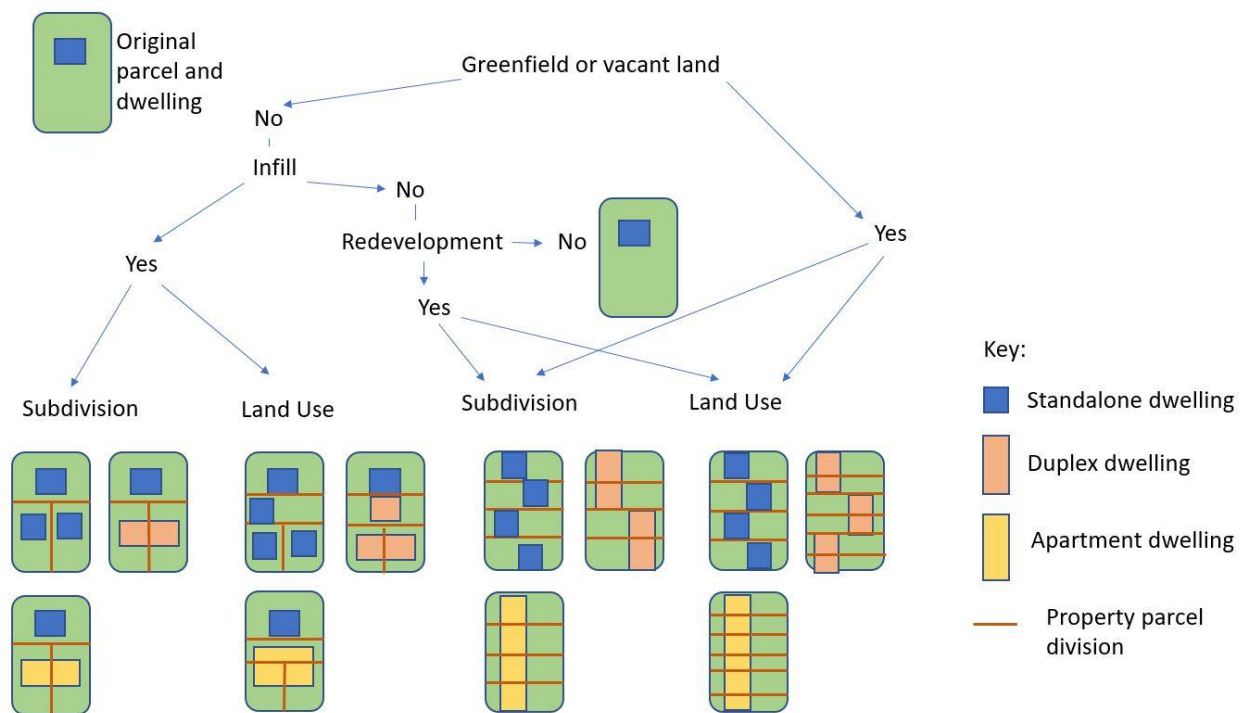 Original
parcel and
dwelling
Greenfield or vacant land
No
Infill
No
Redevelopment
No
Yes
Yes
Yes
Subdivision
Land Use
Subdivision
Land Use
Key:
Standalone dwelling
Duplex dwelling
Apartment dwelling
Property parcel
division